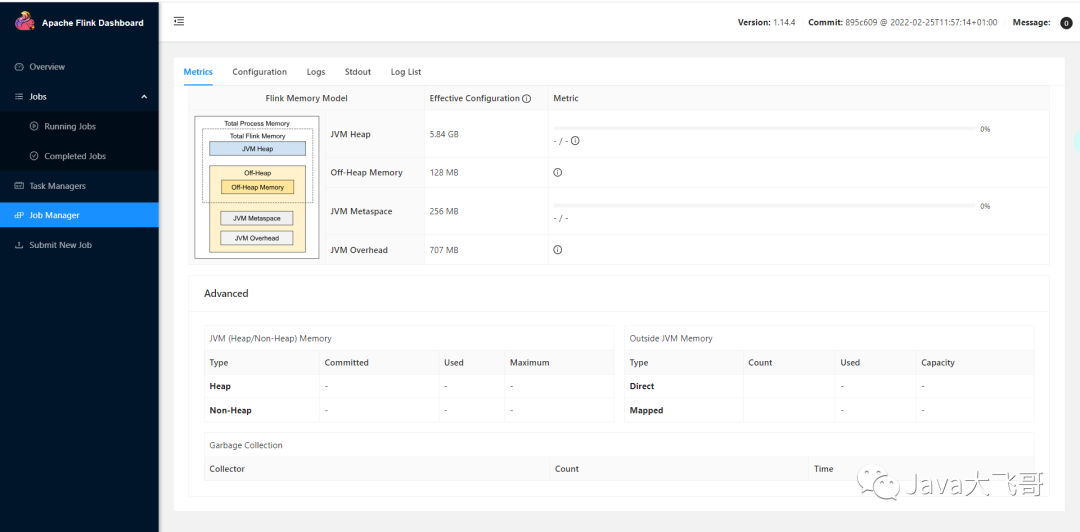 Apache Flink Dashboard
Version: 1.14.4 Commit: 895c609 @ 2022-02-25T11:57:14+01:00 Message: 0
Overview
Jobs
Running Jobs
Completed Jobs
Task Managers
Job Manager
Submit New Job
Metrics Configuration Logs Stdout Log List
Flink Memory Model Effective Configuration Metric
Total Process Memory
Total Flink Memory
JVM Heap
Off-Heap
Off-Heap Memory
JVM Metaspace
JVM Overhead
JVM Heap 5.84 GB 0%
- / -
Off-Heap Memory 128 MB
JVM Metaspace 256 MB 0%
- / -
JVM Overhead 707 MB
Advanced
JVM (Heap/Non-Heap) Memory
Type Committed Used Maximum
Heap - - -
Non-Heap - - -
Outside JVM Memory
Type Count Used Capacity
Direct - -
Mapped - -
Garbage Collection
Collector Count Time
Java大飞哥